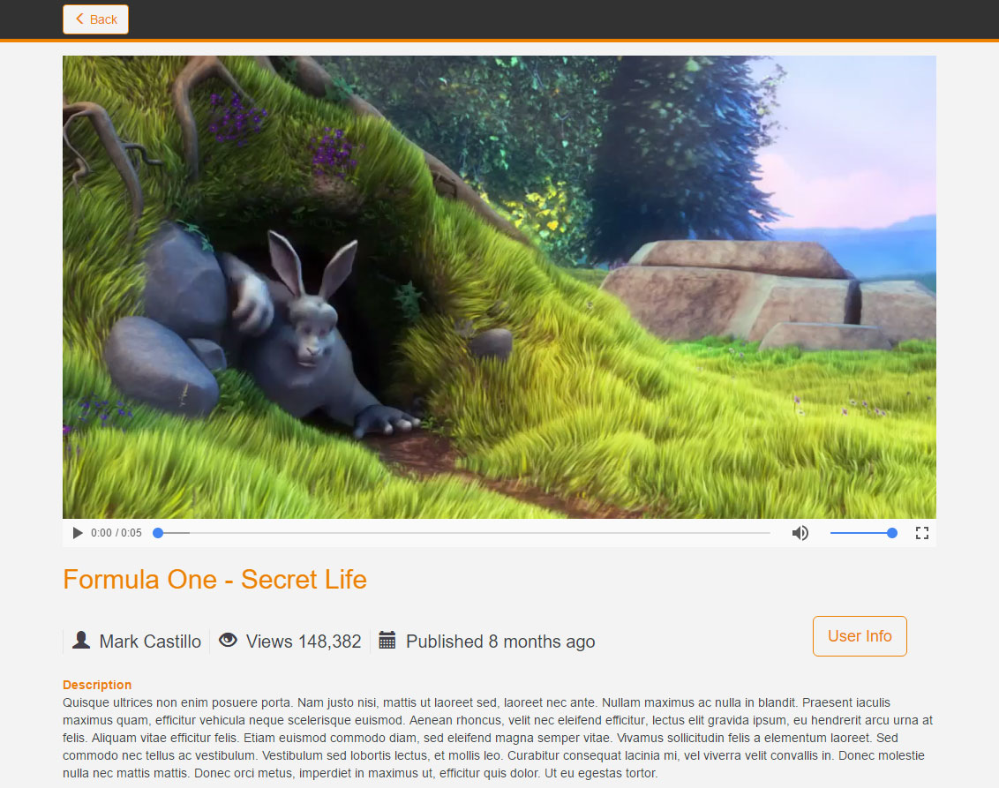 Back
0:00 / 0:05
Formula One - Secret Life
Mark Castillo Views 148,382 Published 8 months ago
User Info
Description
Quisque ultrices non enim posuere porta. Nam justo nisi, mattis ut laoreet sed, laoreet nec ante. Nullam maximus ac nulla in blandit. Praesent iaculis
maximus quam, efficitur vehicula neque scelerisque euismod. Aenean rhoncus, velit nec eleifend efficitur, lectus elit gravida ipsum, eu hendrerit arcu urna at
felis. Aliquam vitae efficitur felis. Etiam euismod commodo diam, sed eleifend magna semper vitae. Vivamus sollicitudin felis a elementum laoreet. Sed
commodo nec tellus ac vestibulum. Vestibulum sed lobortis lectus, et mollis leo. Curabitur consequat lacinia mi, vel viverra velit convallis in. Donec molestie
nulla nec mattis mattis. Donec orci metus, imperdiet in maximus ut, efficitur quis dolor. Ut eu egestas tortor.